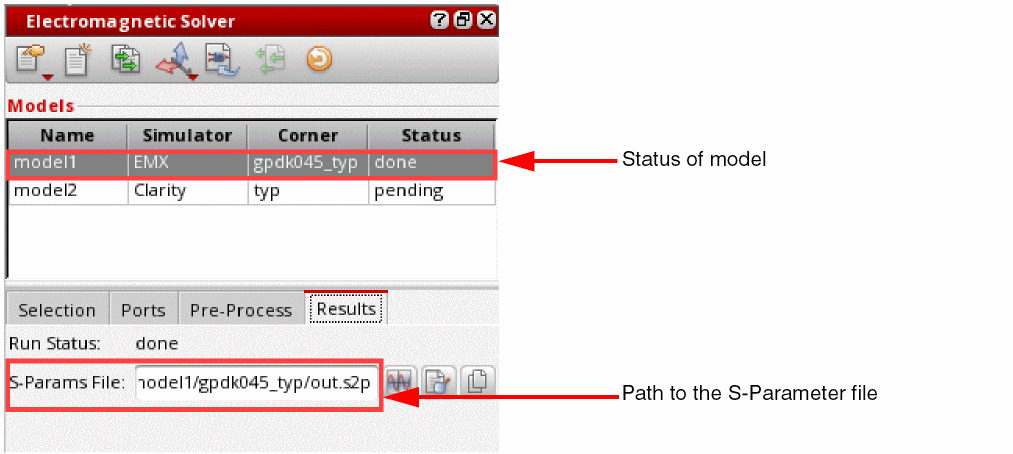 Electromagnetic Solver
Models
Name Simulator Corner Status
model1 EMX gpdk045_typ done
Status of model
model2 Clarity typ pending
Selection Ports Pre-Process Results
Run Status: done
S-Params File: model1/gpdk045_typ/out.s2p
Path to the S-Parameter file